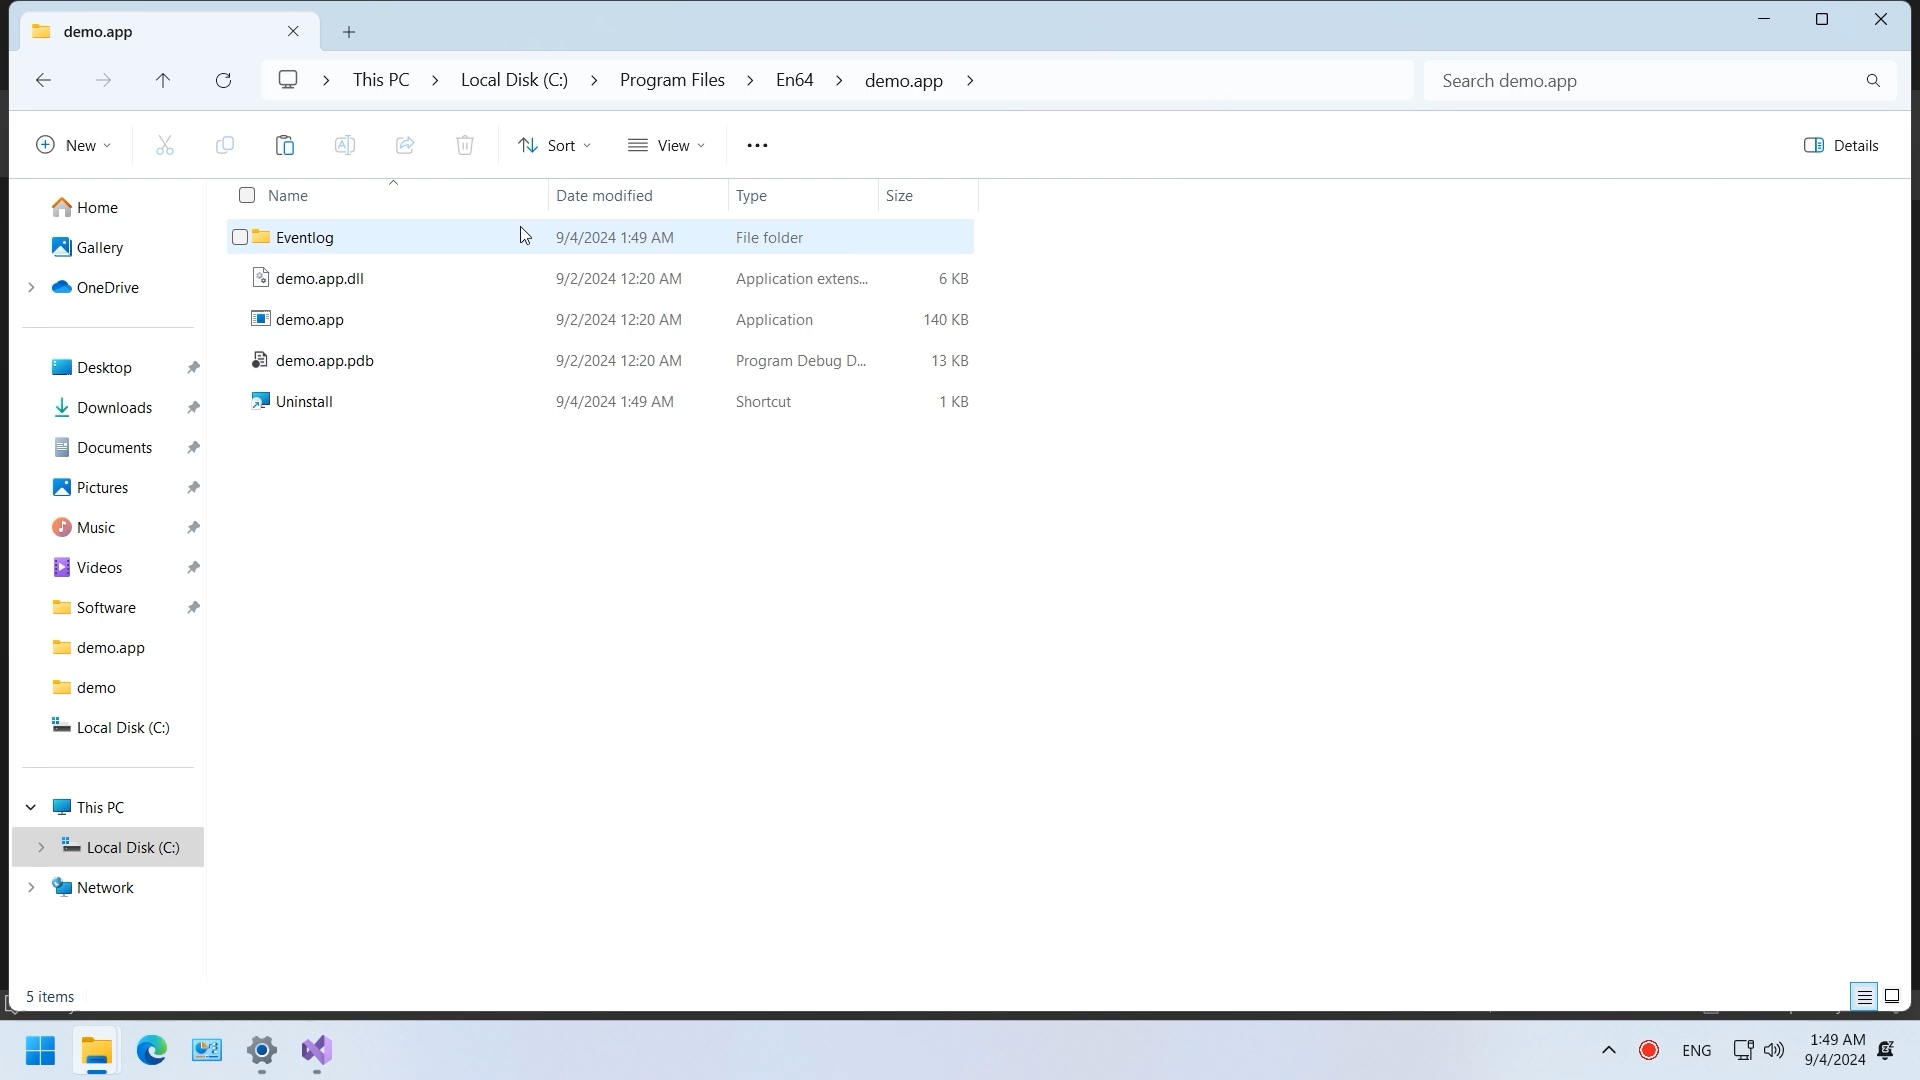 demo.app
This PC
Local Disk (C:)
Program Files
En64
demo.app
Search demo.app
New
Sort
View
Details
Name
Date modified
Type
Size
Eventlog
9/4/2024 1:49 AM
File folder
demo.app.dll
9/2/2024 12:20 AM
Application extens...
6 KB
demo.app
9/2/2024 12:20 AM
Application
140 KB
demo.app.pdb
9/2/2024 12:20 AM
Program Debug D...
13 KB
Uninstall
9/4/2024 1:49 AM
Shortcut
1 KB
Home
Gallery
OneDrive
Desktop
Downloads
Documents
Pictures
Music
Videos
Software
demo.app
demo
Local Disk (C:)
This PC
Local Disk (C:)
Network
5 items
ENG
1:49 AM
9/4/2024